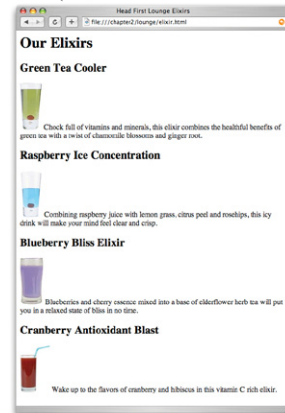 Head First Lounge Elixirs
file:///chapter2/lounge/elixir.html
Our Elixirs
Green Tea Cooler
Chock full of vitamins and minerals, this elixir combines the healthful benefits of
green tea with a twist of chamomile blossoms and ginger root.
Raspberry Ice Concentration
Combining raspberry juice with lemon grass, citrus peel and rosehips, this icy
drink will make your mind feel clear and crisp.
Blueberry Bliss Elixir
Blueberries and cherry essence mixed into a base of elderflower herb tea will put
you in a relaxed state of bliss in no time.
Cranberry Antioxidant Blast
Wake up to the flavors of cranberry and hibiscus in this vitamin C rich elixir.